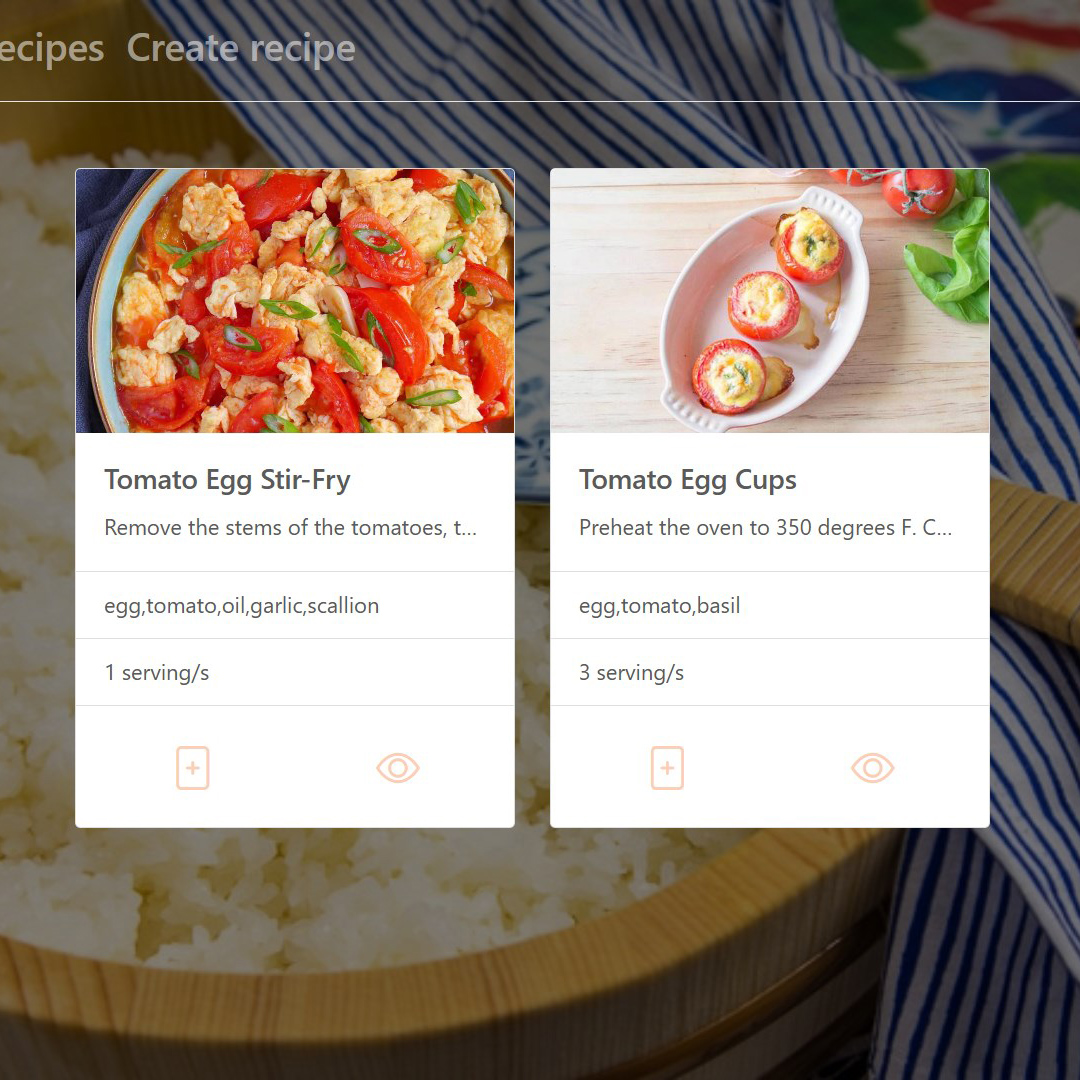 ecipes Create recipe
Tomato Egg Stir-Fry
Remove the stems of the tomatoes, t...
egg,tomato,oil,garlic,scallion
1 serving/s
Tomato Egg Cups
Preheat the oven to 350 degrees F. C...
egg,tomato,basil
3 serving/s